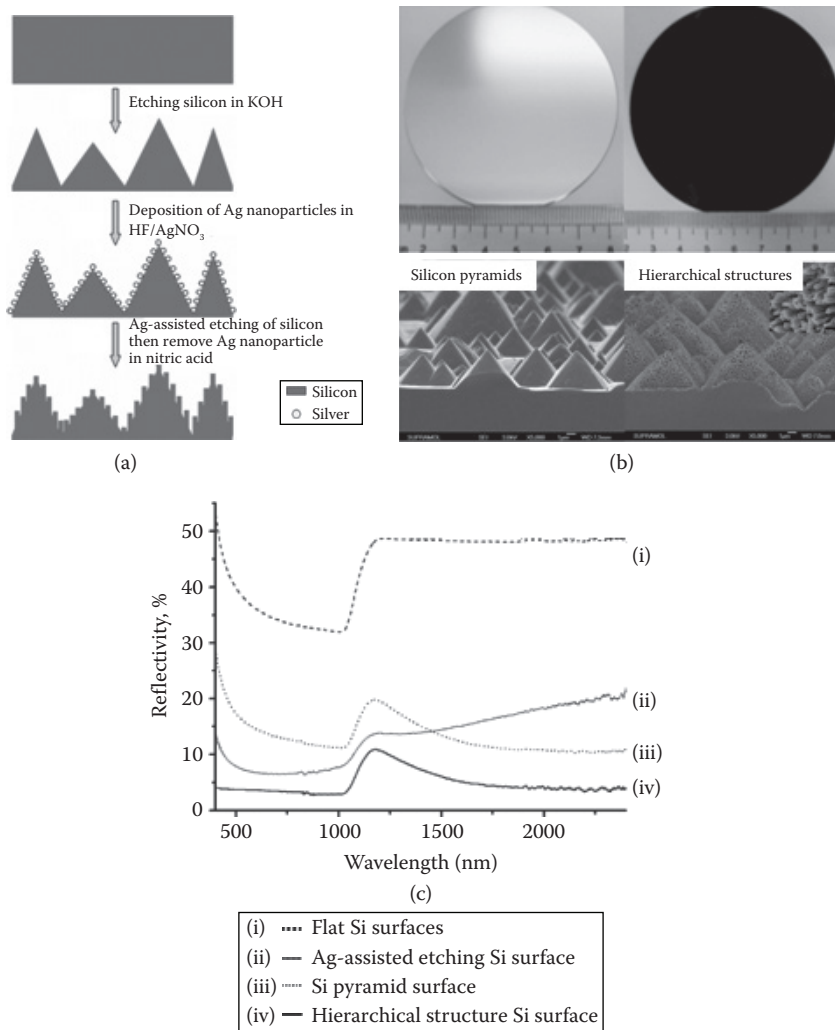 Etching silicon in KOH
Deposition of Ag nanoparticles in
HF/AgNO₃
Ag-assisted etching of silicon
then remove Ag nanoparticle
in nitric acid
Silicon
Silver
(a)
Silicon pyramids
Hierarchical structures
(b)
Reflectivity, %
50
40
30
20
10
0
500 1000 1500 2000
Wavelength (nm)
(i)
(ii)
(iii)
(iv)
(c)
(i) Flat Si surfaces
(ii) Ag-assisted etching Si surface
(iii) Si pyramid surface
(iv) Hierarchical structure Si surface